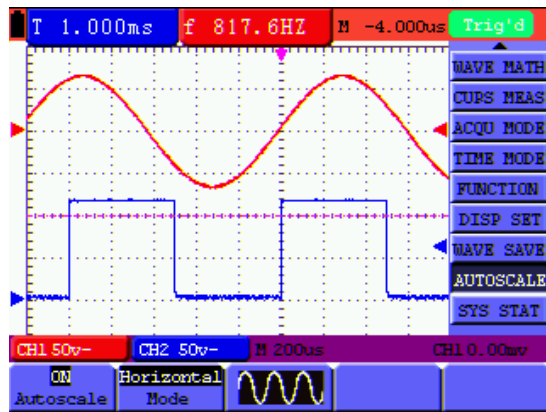 T 1.000ms f 817.6HZ M -4.000us Trig'd
WAVE MATH
CUPS MEAS
ACQU MODE
TIME MODE
FUNCTION
DISP SET
WAVE SAVE
AUTOSCALE
SYS STAT
CH1 50v~ CH2 50v~ M 200us CH1 0.00mv
ON
Autoscale
Horizontal
Mode